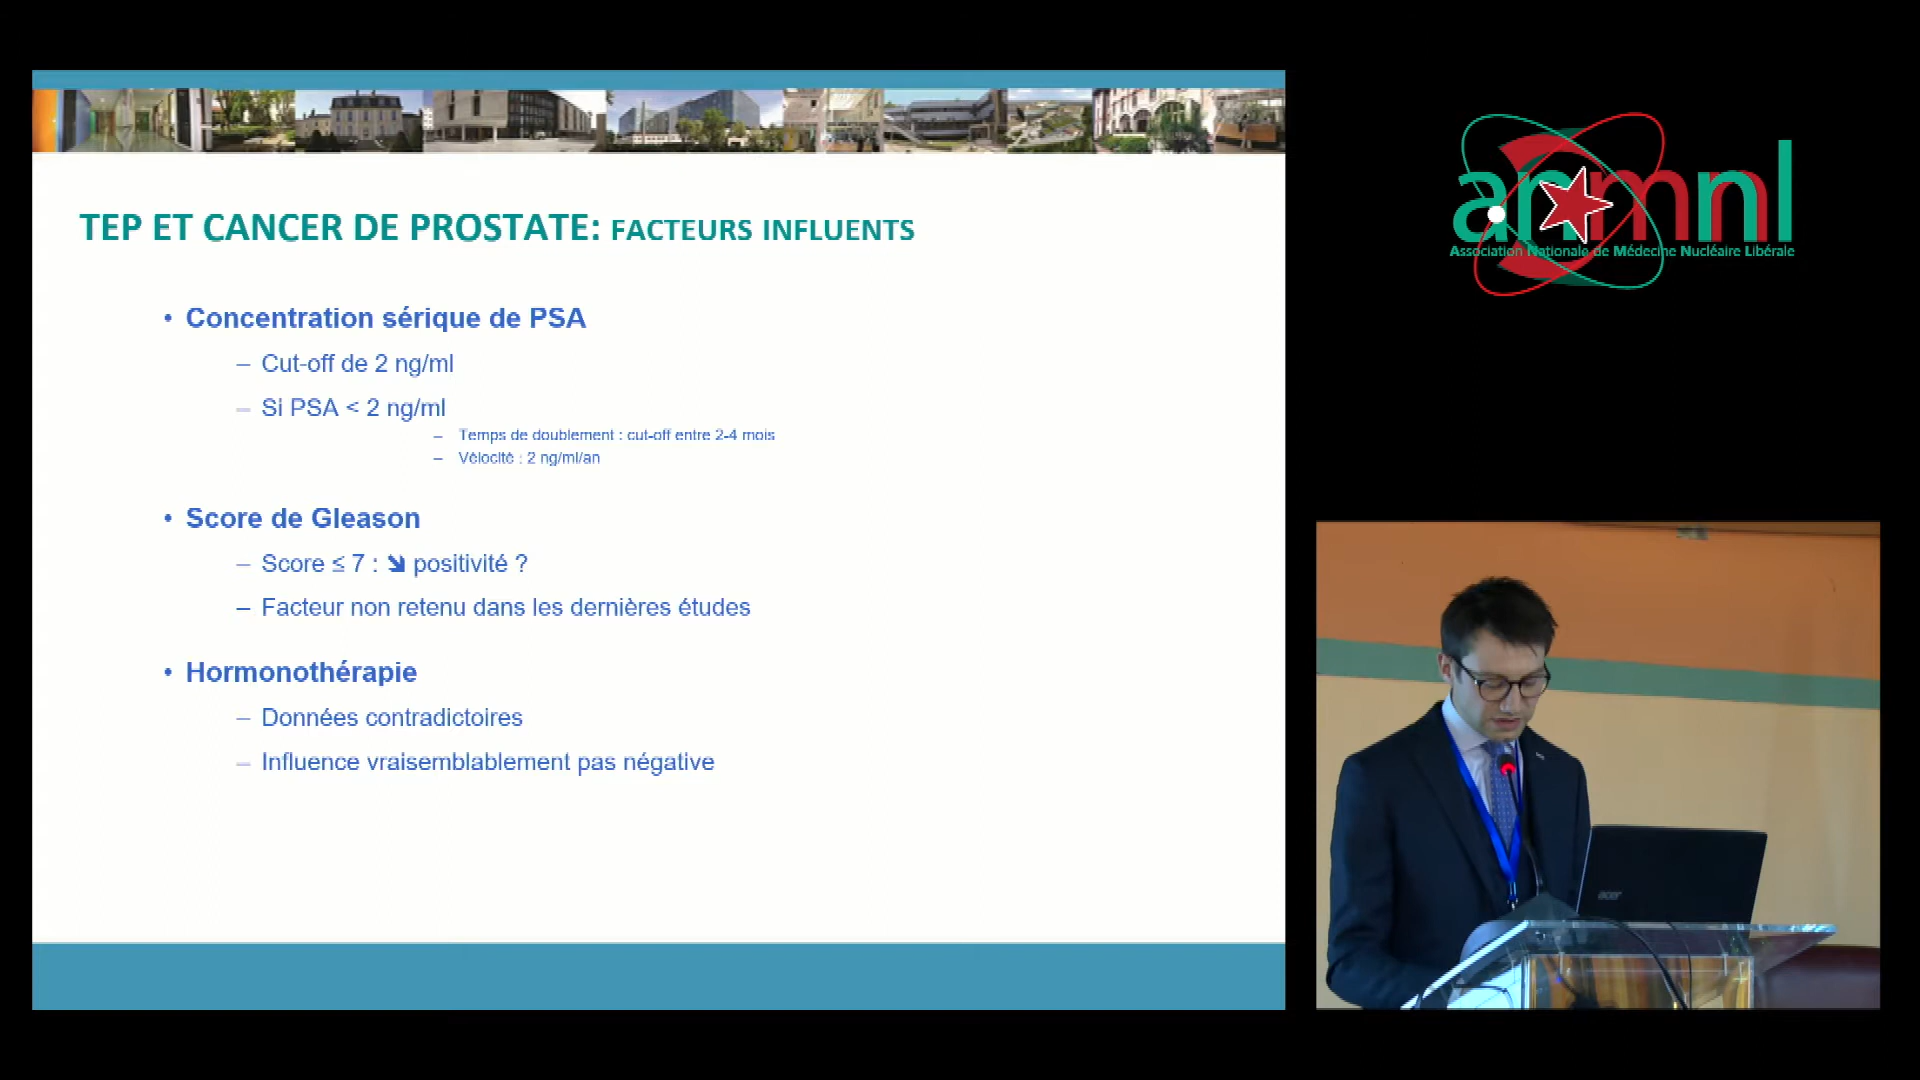 TEP ET CANCER DE PROSTATE: FACTEURS INFLUENTS
• Concentration sérique de PSA
– Cut-off de 2 ng/ml
– Si PSA < 2 ng/ml
– Temps de doublement : cut-off entre 2-4 mois
– Vélocité : 2 ng/ml/an
• Score de Gleason
– Score ≤ 7 : ➘ positivité ?
– Facteur non retenu dans les dernières études
• Hormonothérapie
– Données contradictoires
– Influence vraisemblablement pas négative
anmnl
Association Nationale de Médecine Nucléaire Libérale
acer